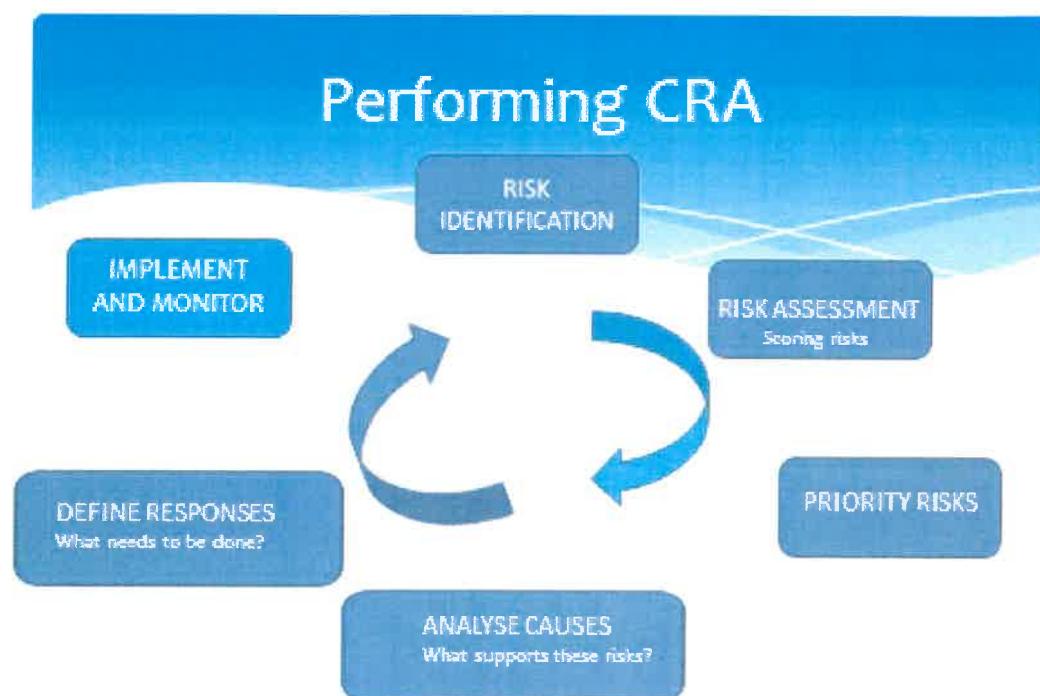 Performing CRA
RISK
IDENTIFICATION
IMPLEMENT
AND MONITOR
RISK ASSESSMENT
Scoring risks
PRIORITY RISKS
DEFINE RESPONSES
What needs to be done?
ANALYSE CAUSES
What supports these risks?